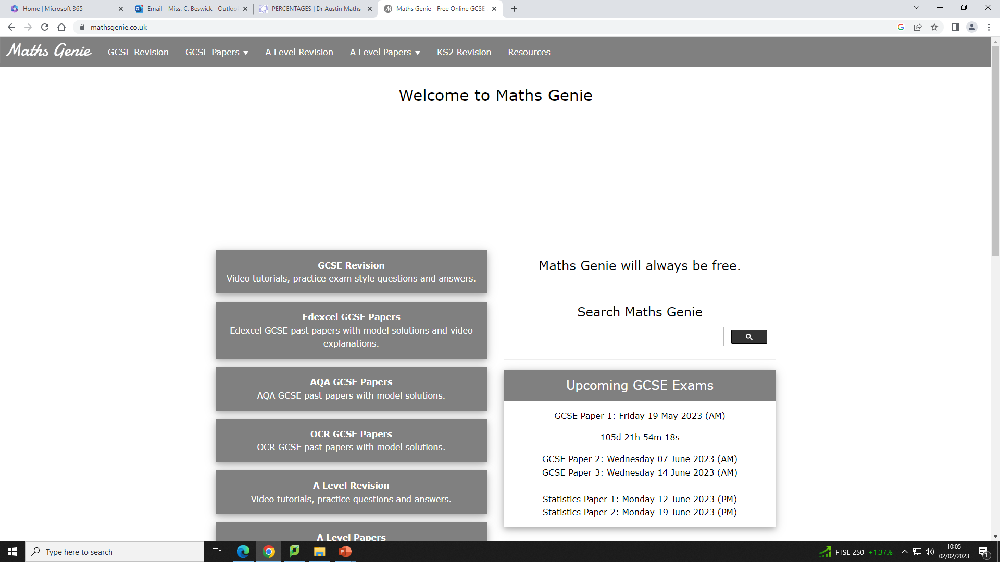 Home | Microsoft 365
Email - Miss. C. Beswick - Outloo
PERCENTAGES | Dr Austin Maths
Maths Genie - Free Online GCSE
mathsgenie.co.uk
Maths Genie
GCSE Revision
GCSE Papers ▼
A Level Revision
A Level Papers ▼
KS2 Revision
Resources
Welcome to Maths Genie
GCSE Revision
Video tutorials, practice exam style questions and answers.
Edexcel GCSE Papers
Edexcel GCSE past papers with model solutions and video
explanations.
AQA GCSE Papers
AQA GCSE past papers with model solutions.
OCR GCSE Papers
OCR GCSE past papers with model solutions.
A Level Revision
Video tutorials, practice questions and answers.
A Level Papers
Maths Genie will always be free.
Search Maths Genie
Upcoming GCSE Exams
GCSE Paper 1: Friday 19 May 2023 (AM)
105d 21h 54m 18s
GCSE Paper 2: Wednesday 07 June 2023 (AM)
GCSE Paper 3: Wednesday 14 June 2023 (AM)
Statistics Paper 1: Monday 12 June 2023 (PM)
Statistics Paper 2: Monday 19 June 2023 (PM)
Type here to search
FTSE 250 +1.37%
10:05
02/02/2023
1